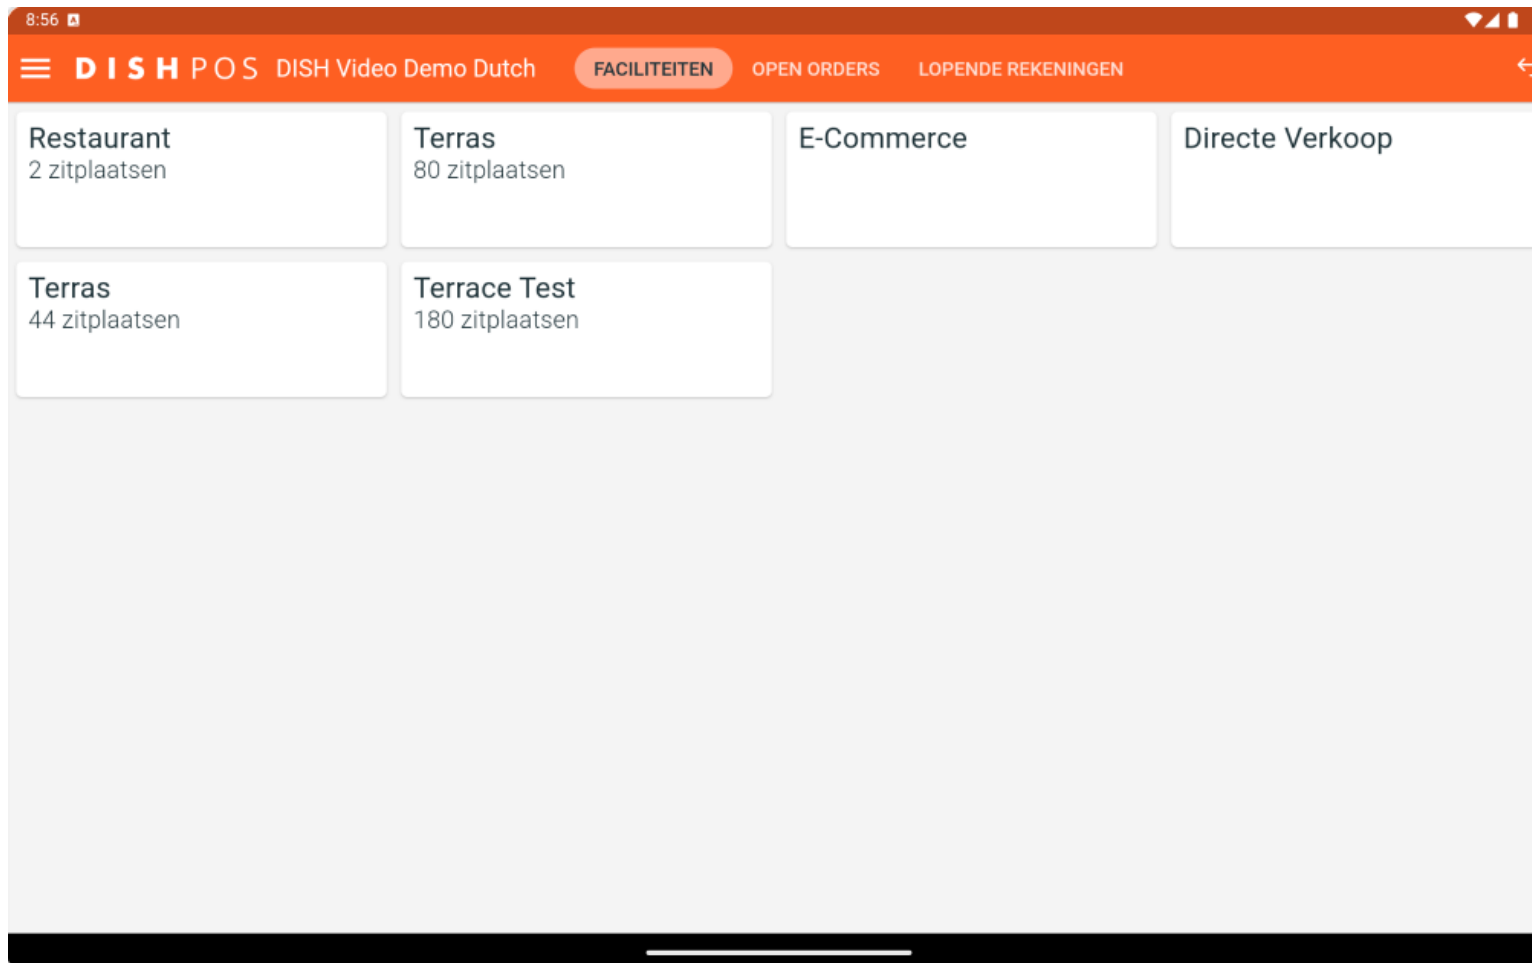 8:56
DISH POS DISH Video Demo Dutch FACILITEITEN OPEN ORDERS LOPENDE REKENINGEN
Restaurant
2 zitplaatsen
Terras
80 zitplaatsen
E-Commerce
Directe Verkoop
Terras
44 zitplaatsen
Terrace Test
180 zitplaatsen